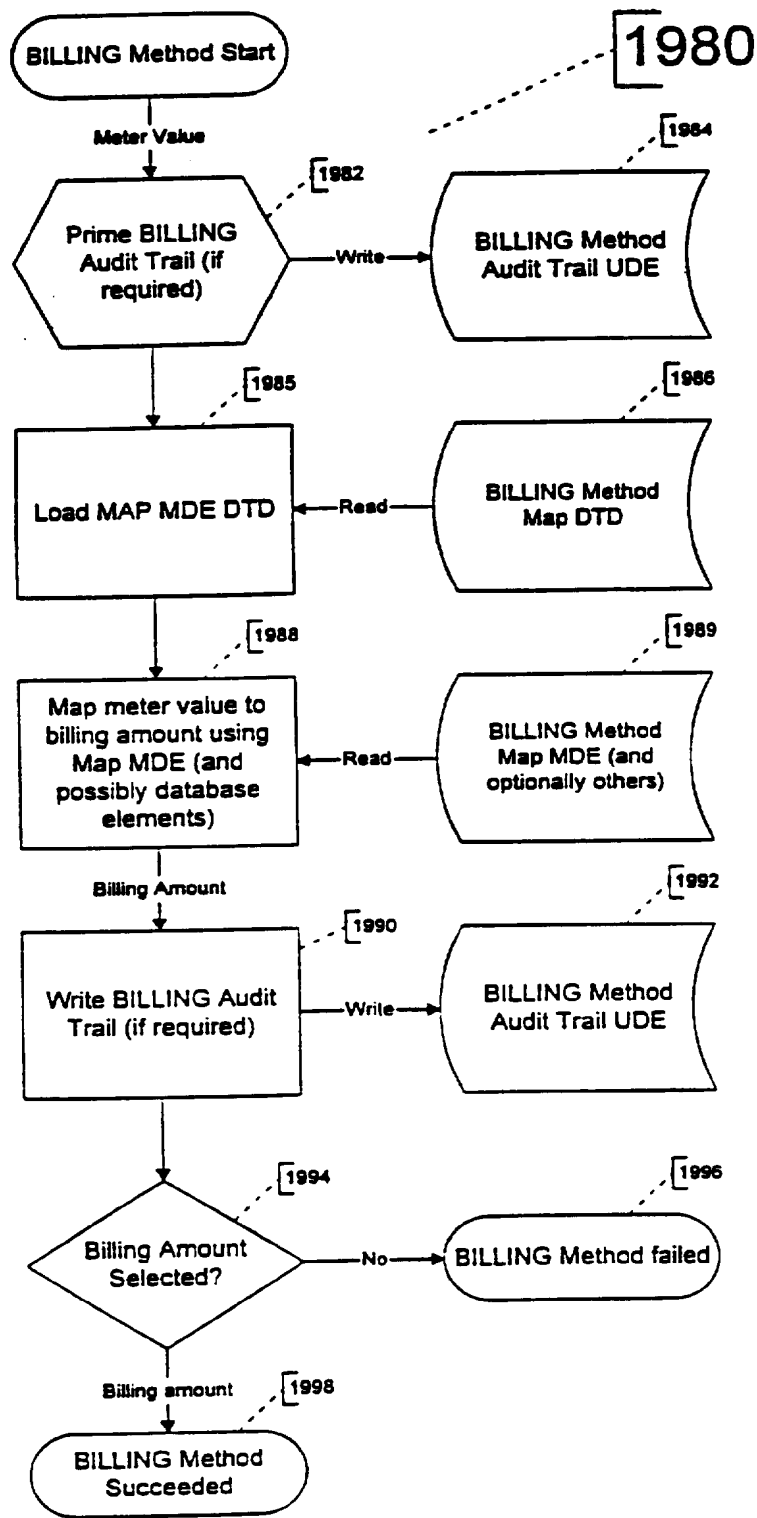 BILLING Method Start
1980
Meter Value
1982
1984
Prime BILLING
Audit Trail (if
required)
Write
BILLING Method
Audit Trail UDE
1985
1986
Load MAP MDE DTD
Read
BILLING Method
Map DTD
1988
1989
Map meter value to
billing amount using
Map MDE (and
possibly database
elements)
Read
BILLING Method
Map MDE (and
optionally others)
Billing Amount
1990
1992
Write BILLING Audit
Trail (if required)
Write
BILLING Method
Audit Trail UDE
1994
1996
Billing Amount
Selected?
No
BILLING Method failed
Billing amount
1998
BILLING Method
Succeeded